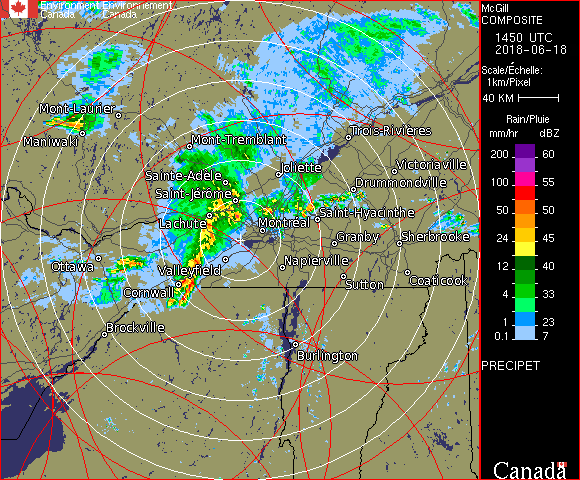 Environment Environnement
Canada Canada
McGill
COMPOSITE
1450 UTC
2018-06-18
Scale/Échelle:
1km/Pixel
40 KM
Rain/Pluie
mm/hr dBZ
200 60
100 55
50 50
24 45
12 40
4 33
1 23
0.1 7
PRECIPET
Canada
Mont-Laurier
Maniwaki
Mont-Tremblant
Trois-Rivières
Joliette
Victoriaville
Sainte-Adèle
Drummondville
Saint-Jérôme
Saint-Hyacinthe
Lachute
Montréal
Granby
Sherbrooke
Ottawa
Valleyfield
Napierville
Cornwall
Sutton
Coaticook
Brockville
Burlington